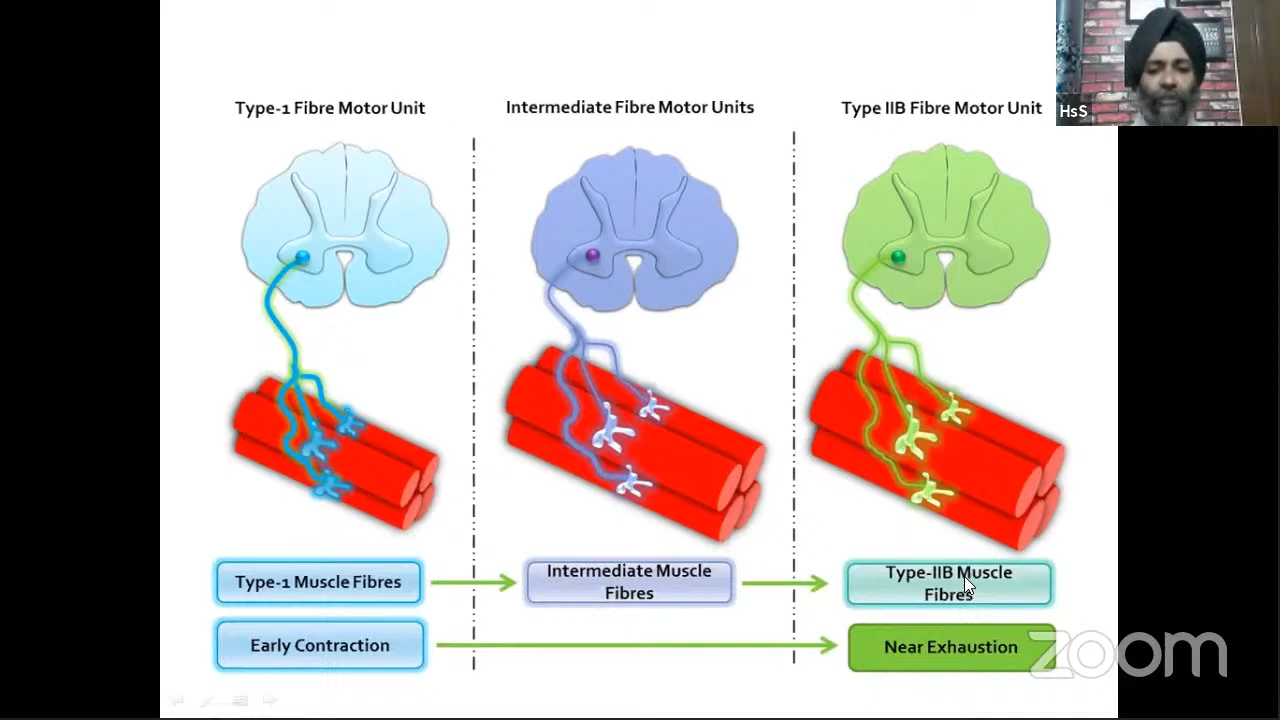 Type-1 Fibre Motor Unit
Intermediate Fibre Motor Units
Type IIB Fibre Motor Unit
HsS
Type-1 Muscle Fibres
Intermediate Muscle
Fibres
Type-IIB Muscle
Fibres
Early Contraction
Near Exhaustion
zoom